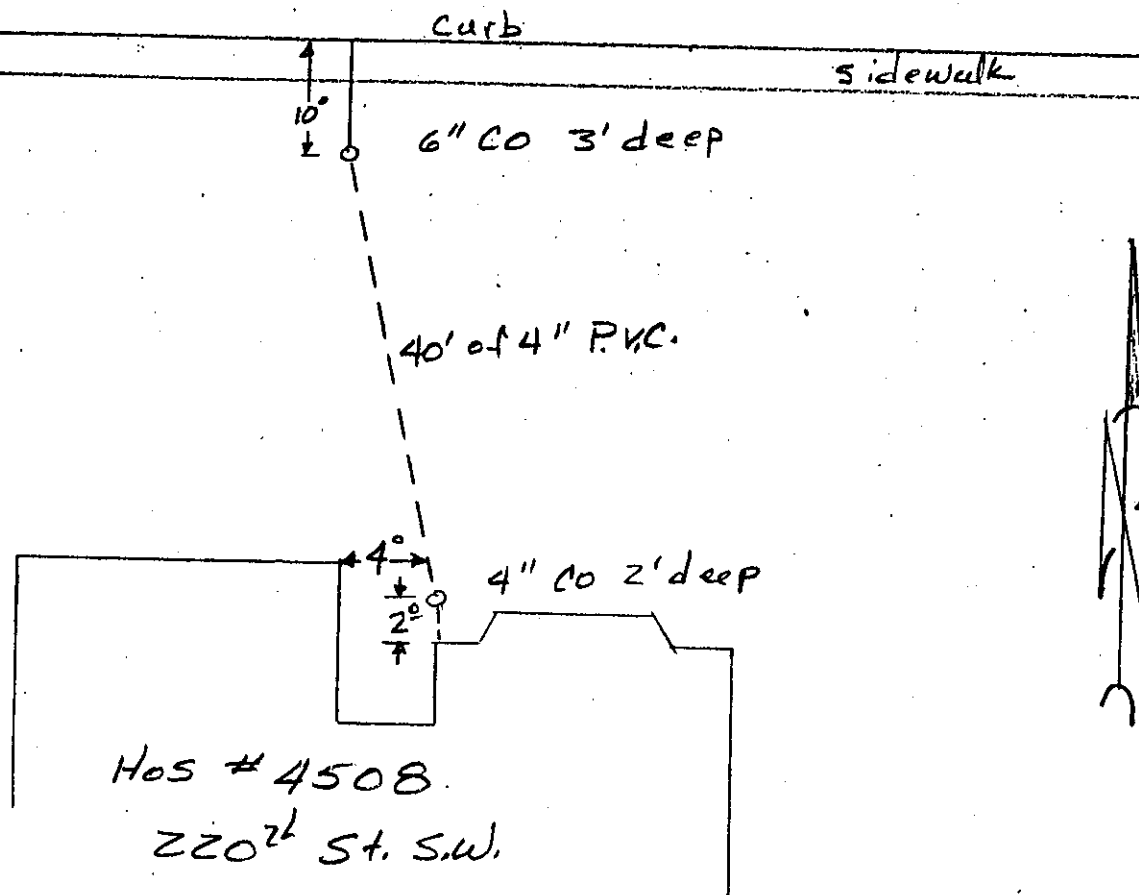 Curb
Sidewalk
10°
6" CO 3' deep
40' of 4" P.V.C.
4°
4" CO 2' deep
2°
Hos # 4508
St. S.W.